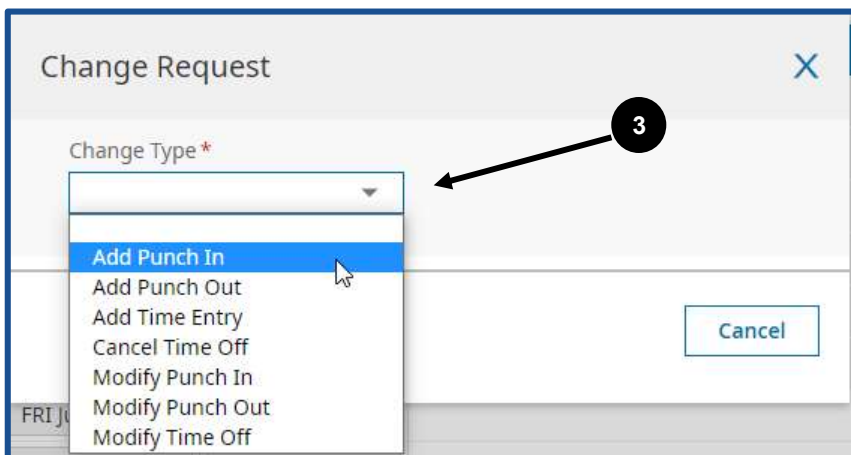 Change Request
X
3
Change Type *
Add Punch In
Add Punch Out
Add Time Entry
Cancel Time Off
Cancel
Modify Punch In
Modify Punch Out
FRI
Modify Time Off